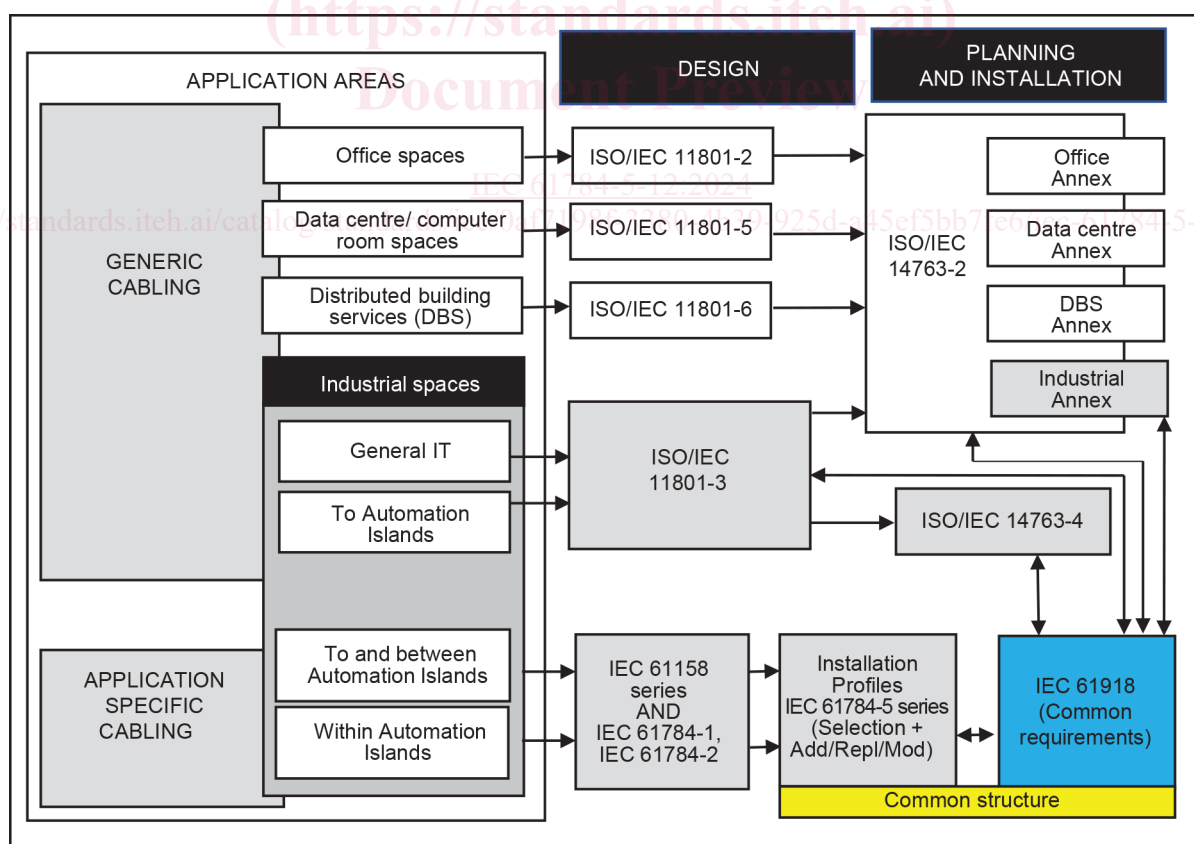 (https://standards.iteh.ai)
Document Preview
IEC 61784-5-12:2024
APPLICATION AREAS
DESIGN
PLANNING
AND INSTALLATION
GENERIC
CABLING
Office spaces
Data centre/ computer
room spaces
Distributed building
services (DBS)
Industrial spaces
General IT
To Automation
Islands
APPLICATION
SPECIFIC
CABLING
To and between
Automation Islands
Within Automation
Islands
ISO/IEC 11801-2
ISO/IEC 11801-5
ISO/IEC 11801-6
ISO/IEC
11801-3
IEC 61158
series
AND
IEC 61784-1,
IEC 61784-2
ISO/IEC
14763-2
Office
Annex
Data centre
Annex
DBS
Annex
Industrial
Annex
ISO/IEC 14763-4
Installation
Profiles
IEC 61784-5 series
(Selection +
Add/Repl/Mod)
IEC 61918
(Common
requirements)
Common structure